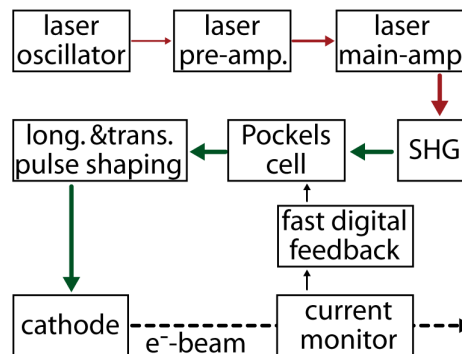 laser
oscillator
laser
pre-amp.
laser
main-amp
long.&trans.
pulse shaping
Pockels
cell
SHG
fast digital
feedback
cathode
e⁻-beam
current
monitor